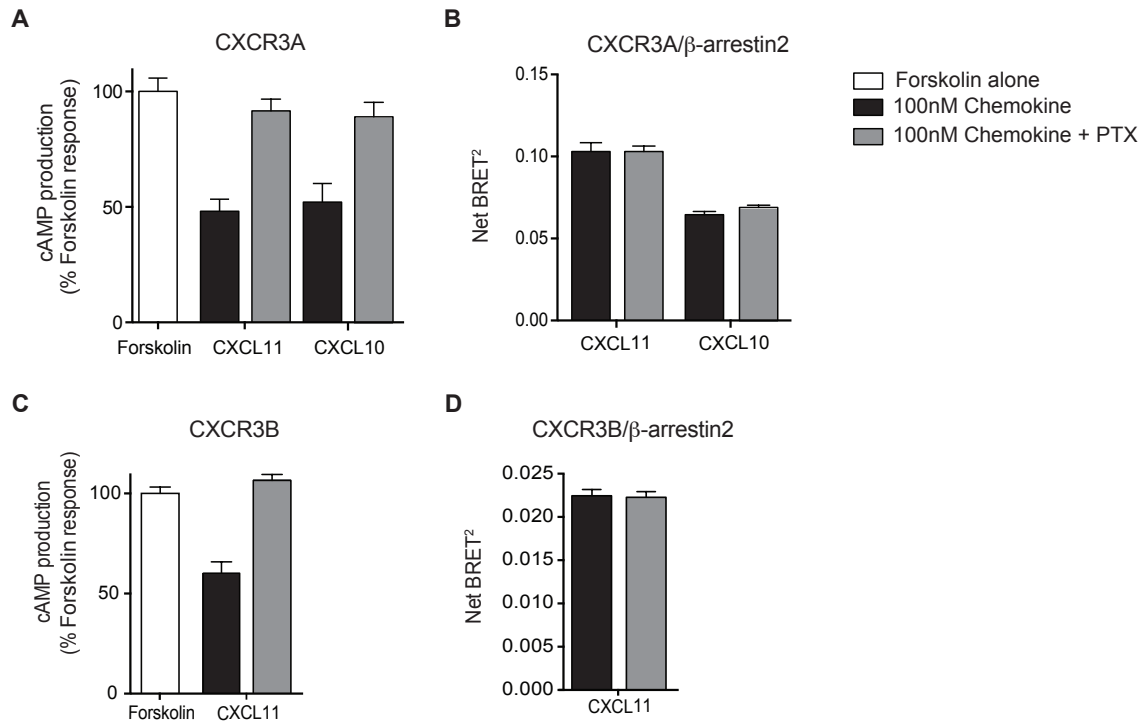 A
CXCR3A
cAMP production
(% Forskolin response)
100
50
0
Forskolin
CXCL11
CXCL10
B
CXCR3A/β-arrestin2
Net BRET²
0.15
0.10
0.05
0.00
CXCL11
CXCL10
Forskolin alone
100nM Chemokine
100nM Chemokine + PTX
C
CXCR3B
cAMP production
(% Forskolin response)
100
50
0
Forskolin
CXCL11
D
CXCR3B/β-arrestin2
Net BRET²
0.025
0.020
0.015
0.010
0.005
0.000
CXCL11